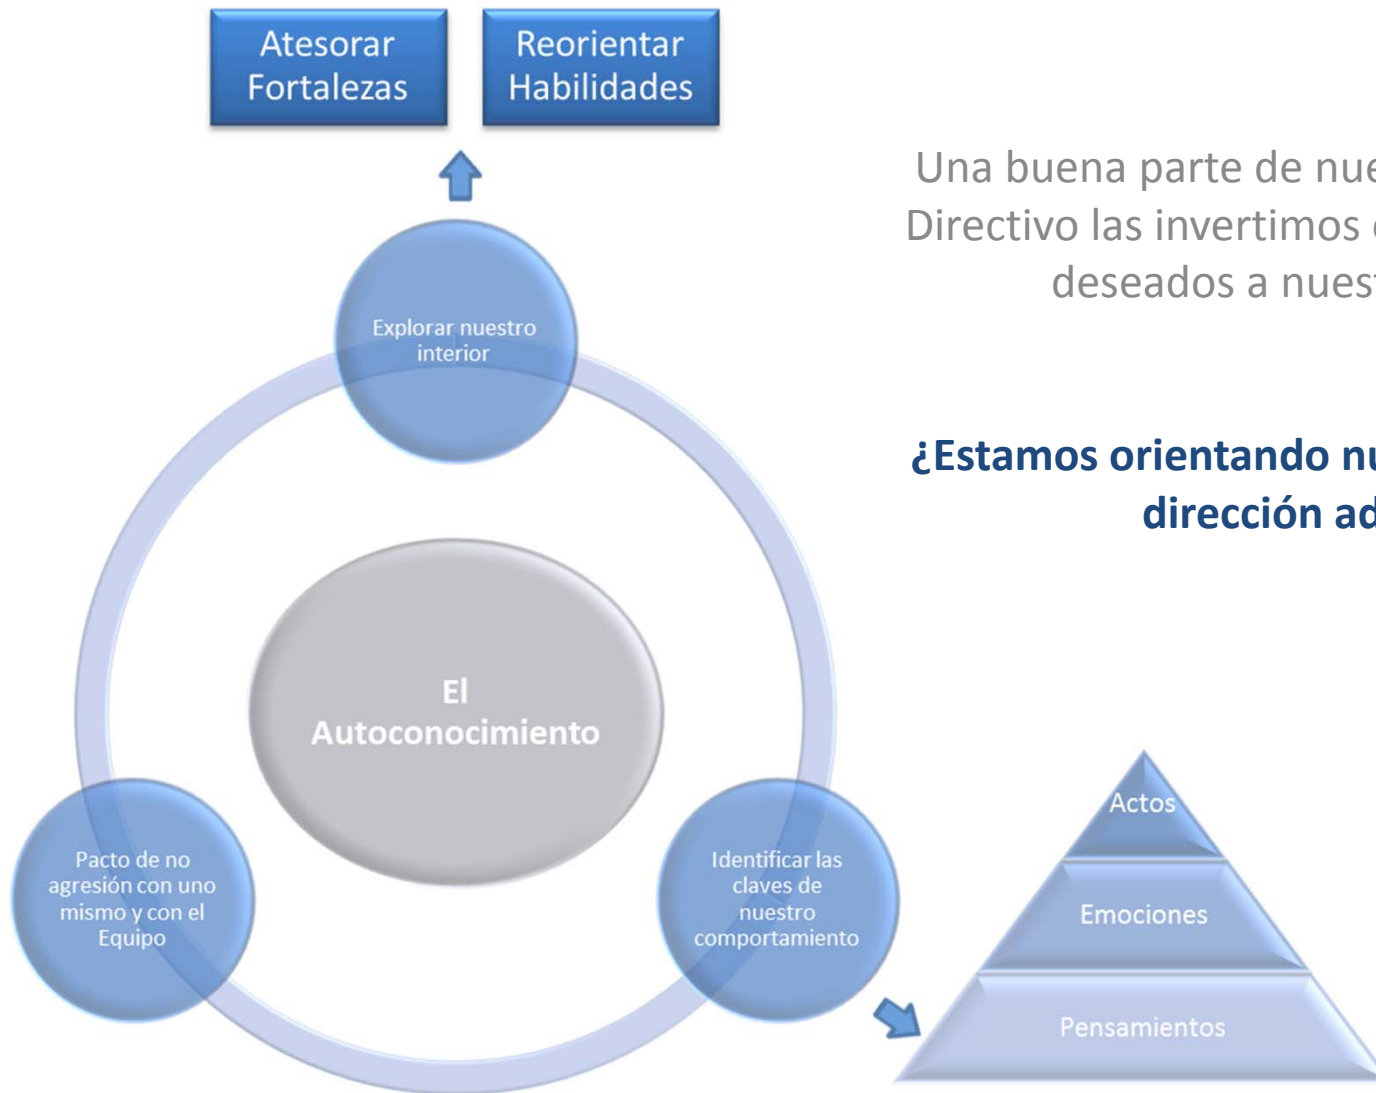 Atesorar
Fortalezas
Reorientar
Habilidades
Una buena parte de nue
Directivo las invertimos
deseados a nuest
Explorar nuestro
interior
¿Estamos orientando nu
dirección ad
El
Autoconocimiento
Pacto de no
agresión con uno
mismo y con el
Equipo
Identificar las
claves de
nuestro
comportamiento
Actos
Emociones
Pensamientos